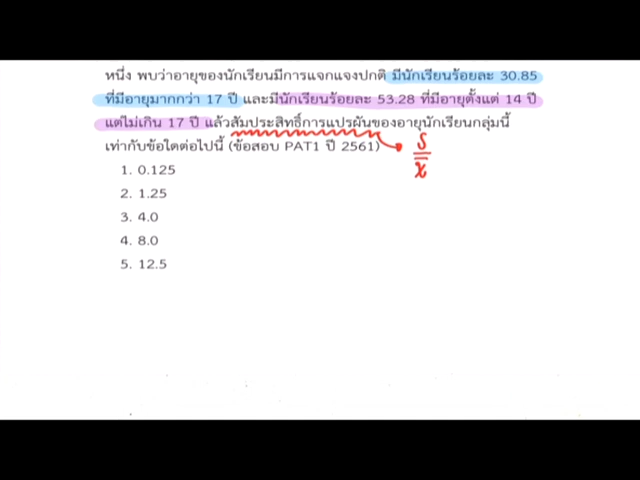 หนึ่ง พบว่าอายุของนักเรียนมีการแจกแจงปกติ มีนักเรียนร้อยละ 30.85
ที่มีอายุมากกว่า 17 ปี และมีนักเรียนร้อยละ 53.28 ที่มีอายุตั้งแต่ 14 ปี
แต่ไม่เกิน 17 ปี แล้วสัมประสิทธิ์การแปรผันของอายุนักเรียนกลุ่มนี้
เท่ากับข้อใดต่อไปนี้ (ข้อสอบ PAT1 ปี 2561)
S
x̄
1. 0.125
2. 1.25
3. 4.0
4. 8.0
5. 12.5